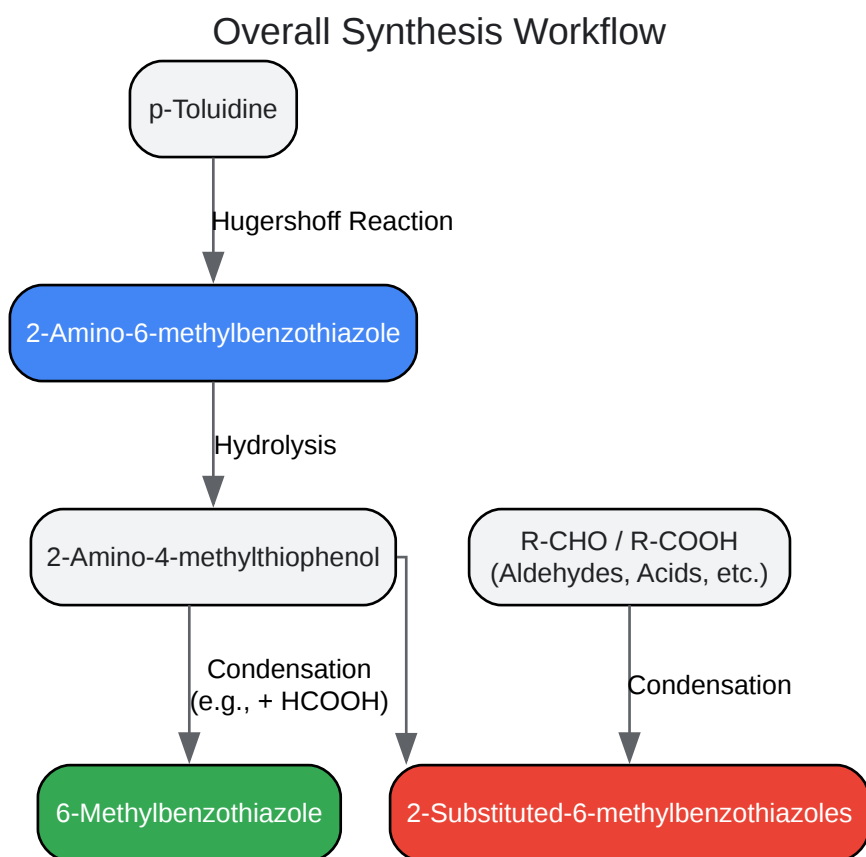 Overall Synthesis Workflow
p-Toluidine
Hugershoff Reaction
2-Amino-6-methylbenzothiazole
Hydrolysis
2-Amino-4-methylthiophenol
R-CHO / R-COOH
(Aldehydes, Acids, etc.)
Condensation
(e.g., + HCOOH)
Condensation
6-Methylbenzothiazole
2-Substituted-6-methylbenzothiazoles